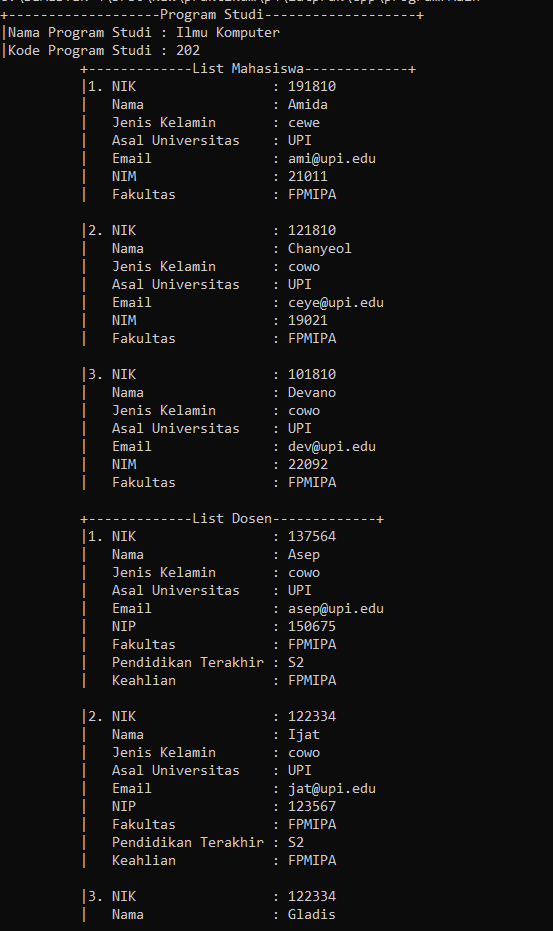 +-------------------Program Studi-------------------+
|Nama Program Studi : Ilmu Komputer
|Kode Program Studi : 202
+-------------List Mahasiswa-------------+
|1. NIK : 191810
| Nama : Amida
| Jenis Kelamin : cewe
| Asal Universitas : UPI
| Email : ami@upi.edu
| NIM : 21011
| Fakultas : FPMIPA
|2. NIK : 121810
| Nama : Chanyeol
| Jenis Kelamin : cowo
| Asal Universitas : UPI
| Email : ceye@upi.edu
| NIM : 19021
| Fakultas : FPMIPA
|3. NIK : 101810
| Nama : Devano
| Jenis Kelamin : cowo
| Asal Universitas : UPI
| Email : dev@upi.edu
| NIM : 22092
| Fakultas : FPMIPA
+-------------List Dosen-------------+
|1. NIK : 137564
| Nama : Asep
| Jenis Kelamin : cowo
| Asal Universitas : UPI
| Email : asep@upi.edu
| NIP : 150675
| Fakultas : FPMIPA
| Pendidikan Terakhir : S2
| Keahlian : FPMIPA
|2. NIK : 122334
| Nama : Ijat
| Jenis Kelamin : cowo
| Asal Universitas : UPI
| Email : jat@upi.edu
| NIP : 123567
| Fakultas : FPMIPA
| Pendidikan Terakhir : S2
| Keahlian : FPMIPA
|3. NIK : 122334
| Nama : Gladis